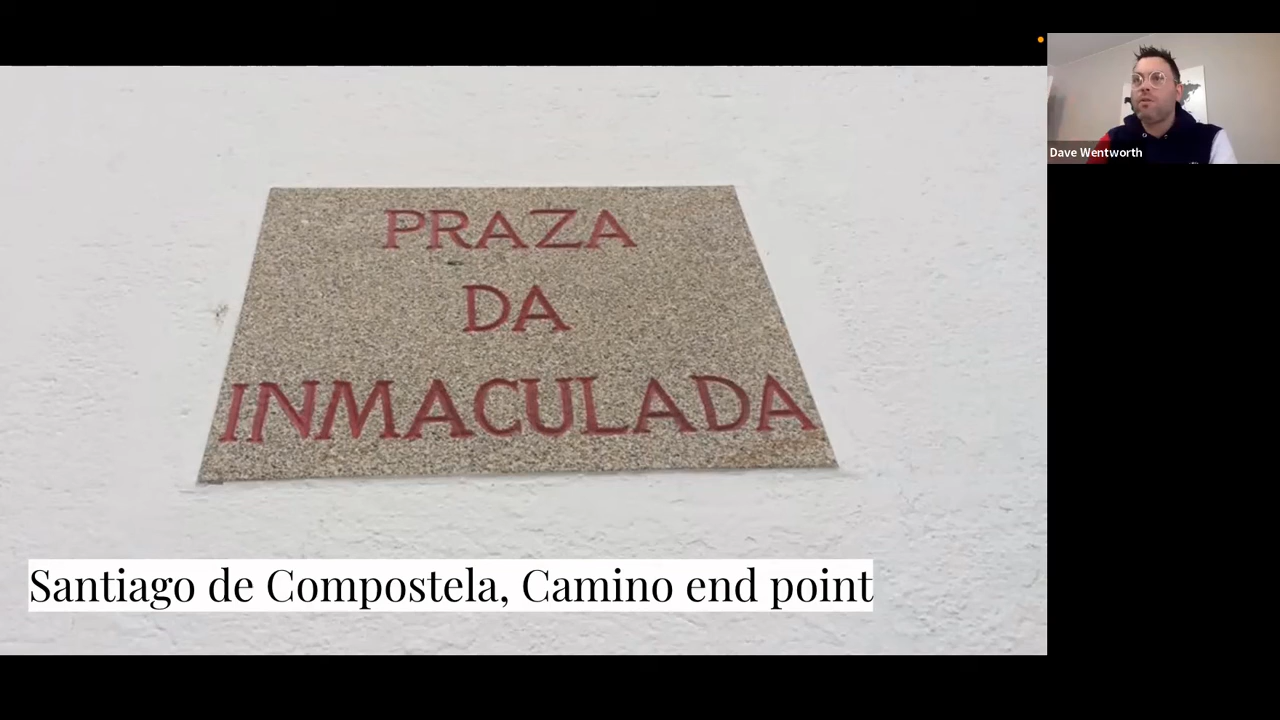 PRAZA
DA
INMACULADA
Santiago de Compostela, Camino end point
Dave Wentworth